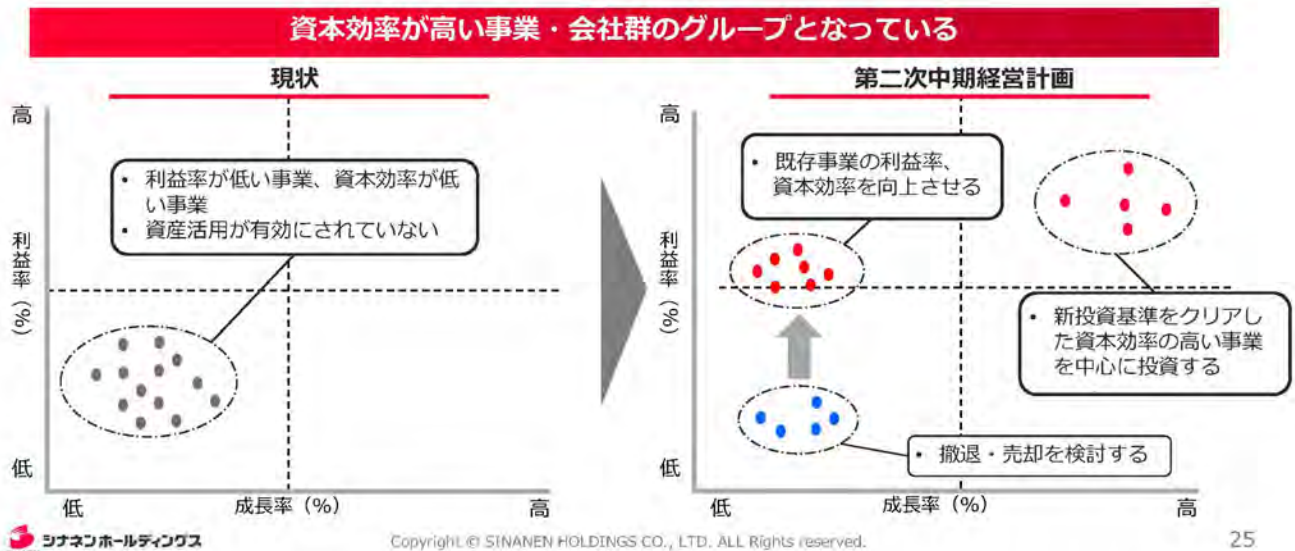 資本効率が高い事業・会社群のグループとなっている
現状
高
利益率(%)
低
低
成長率(%)
高
• 利益率が低い事業、資本効率が低
い事業
• 資産活用が有効にされていない
第二次中期経営計画
高
利益率(%)
低
低
成長率(%)
高
• 既存事業の利益率、
資本効率を向上させる
• 新投資基準をクリアし
た資本効率の高い事業
を中心に投資する
• 撤退・売却を検討する
シナネンホールディングス
Copyright © SINANEN HOLDINGS CO., LTD. ALL Rights reserved.
25